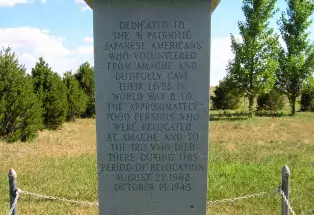 DEDICATED TO
THE 31 PATRIOTIC
JAPANESE AMERICANS
WHO VOLUNTEERED
FROM AMACHE AND
DUTIFULLY GAVE
THEIR LIVES IN
WORLD WAR II, TO
THE APPROXIMATELY
7000 PERSONS WHO
WERE RELOCATED
AT AMACHE AND TO
THE 120 WHO DIED
THERE DURING THIS
PERIOD OF RELOCATION.
AUGUST 27, 1942
OCTOBER 15, 1945